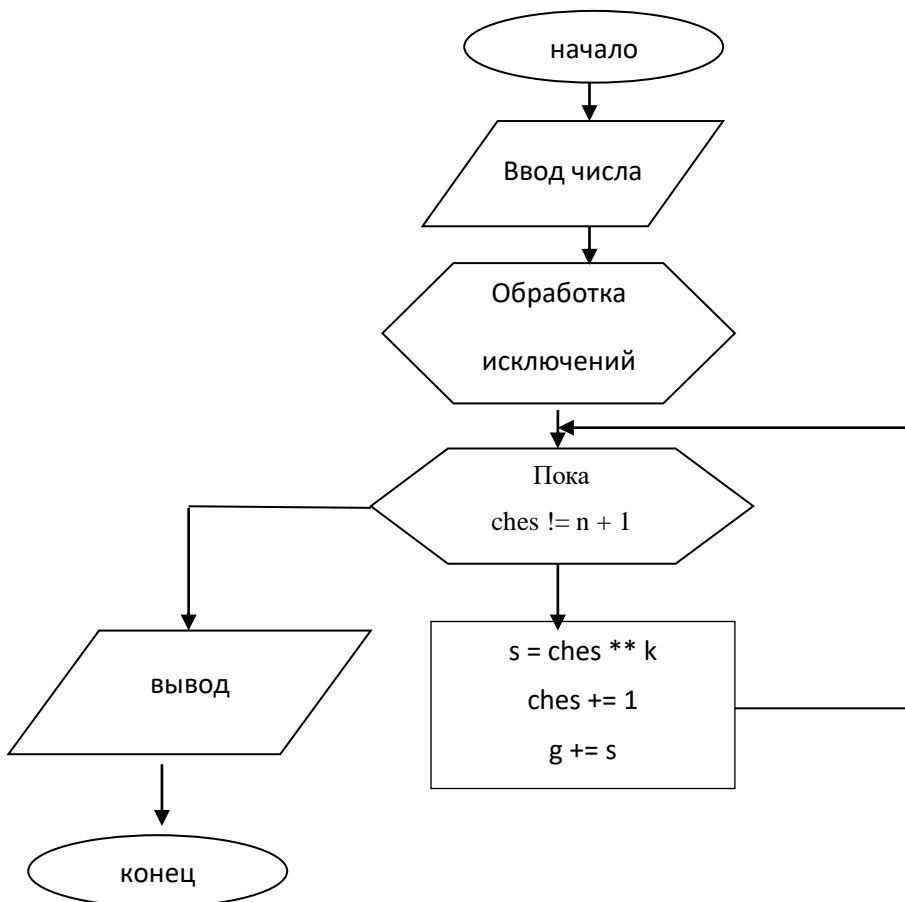 начало
Ввод числа
Обработка
исключений
Пока
ches != n + 1
s = ches ** k
ches += 1
g += s
вывод
конец